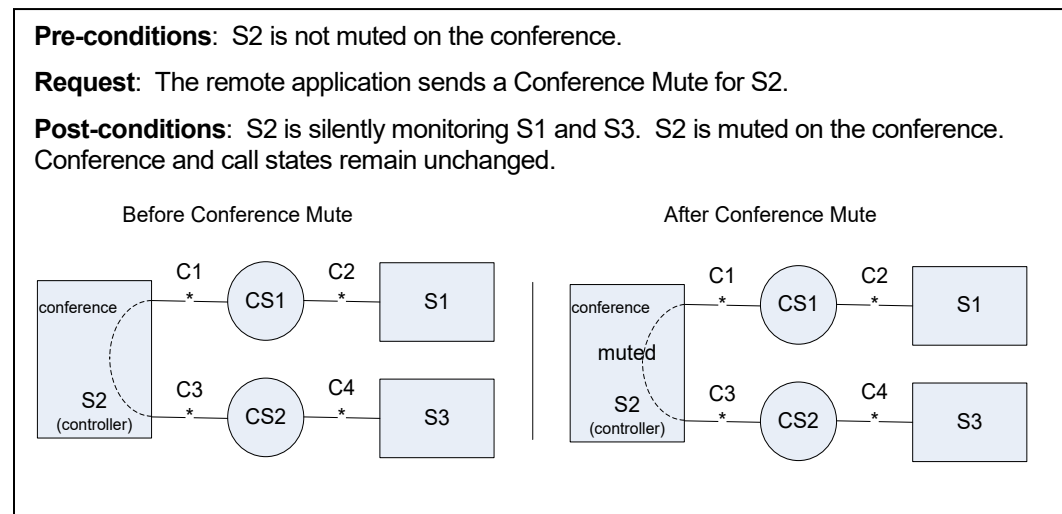 Pre-conditions: S2 is not muted on the conference.
Request: The remote application sends a Conference Mute for S2.
Post-conditions: S2 is silently monitoring S1 and S3. S2 is muted on the conference.
Conference and call states remain unchanged.
Before Conference Mute
After Conference Mute
C1
C2
conference
*
CS1
*
S1
C3
C4
S2
(controller)
*
CS2
*
S3
C1
C2
conference
*
CS1
*
S1
muted
C3
C4
S2
(controller)
*
CS2
*
S3